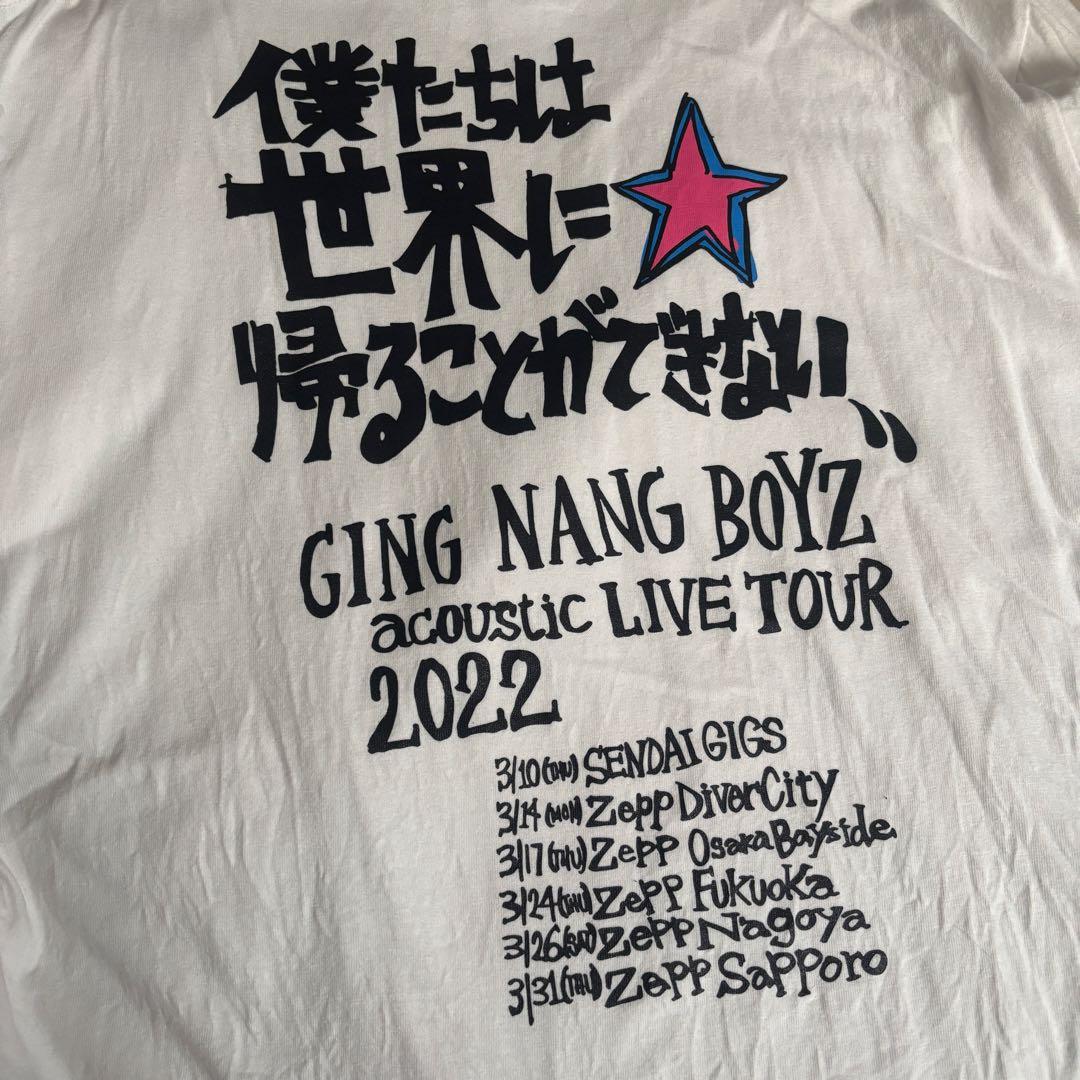 僕たちは
世界に
帰ることができない〟
GING NANG BOYZ
acoustic LIVE TOUR
2022
3/10(THU) SENDAI GIGS
3/14(MON) Zepp DiverCity
3/17(THU) Zepp Osaka Bayside
3/24(THU) Zepp Fukuoka
3/26(SAT) Zepp Nagoya
3/31(THU) Zepp Sapporo